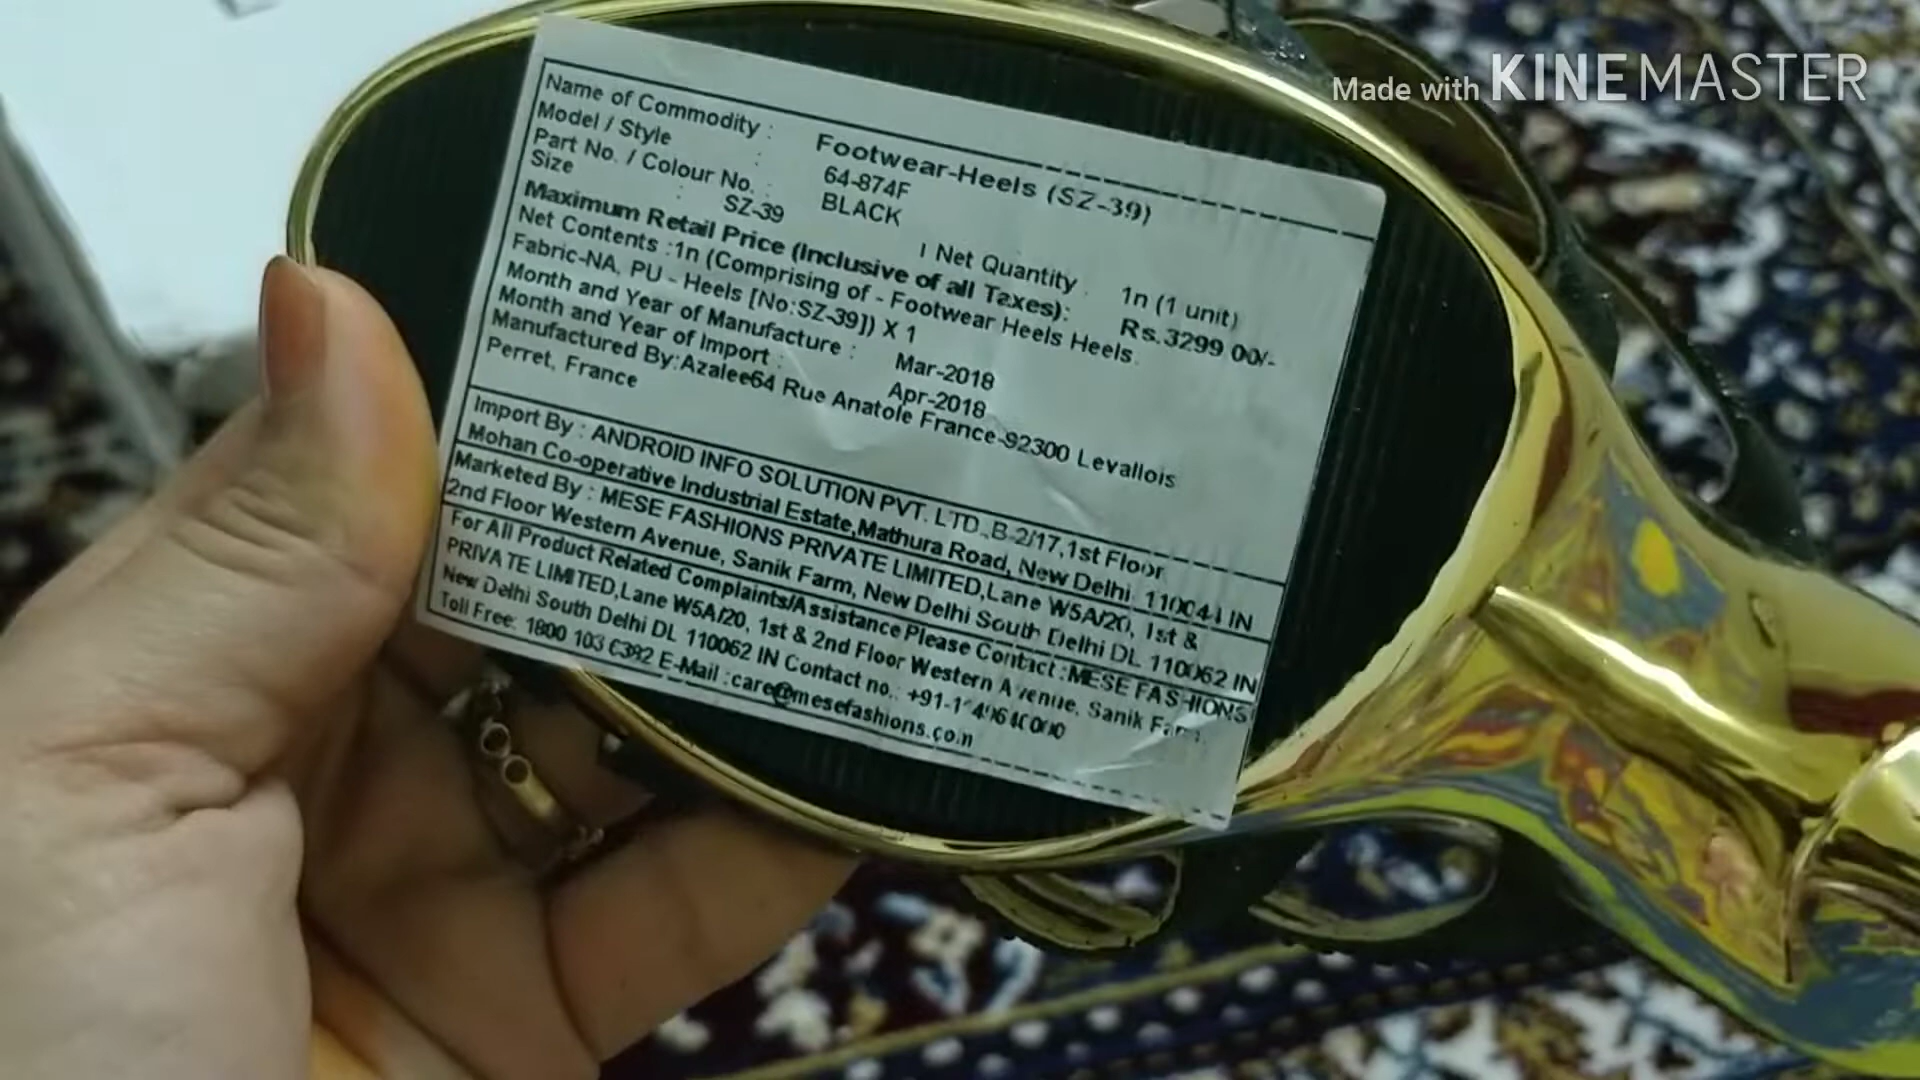 Made with KINEMASTER
Name of Commodity : Footwear-Heels (SZ-39)
Model / Style : 64-874F
Part No. / Colour No. : BLACK
Size : SZ-39 | Net Quantity : 1n (1 unit)
Maximum Retail Price (Inclusive of all Taxes): Rs.3299 00/-
Net Contents :1n (Comprising of - Footwear Heels Heels
Fabric-NA, PU - Heels [No:SZ-39]) X 1
Month and Year of Manufacture : Mar-2018
Month and Year of Import : Apr-2018
Manufactured By:Azalee64 Rue Anatole France-92300 Levallois
Perret, France
Import By : ANDROID INFO SOLUTION PVT. LTD.,B-2/17,1st Floor
Mohan Co-operative Industrial Estate,Mathura Road, New Delhi 110044 IN
Marketed By : MESE FASHIONS PRIVATE LIMITED,Lane W5A/20, 1st &
2nd Floor Western Avenue, Sanik Farm, New Delhi South Delhi DL 110062 IN
For All Product Related Complaints/Assistance Please Contact :MESE FASHIONS
PRIVATE LIMITED,Lane W5A/20, 1st & 2nd Floor Western Avenue, Sanik Farm,
New Delhi South Delhi DL 110062 IN Contact no.:
Toll Free: 1800 103 E-Mail :care@mesefashions.com